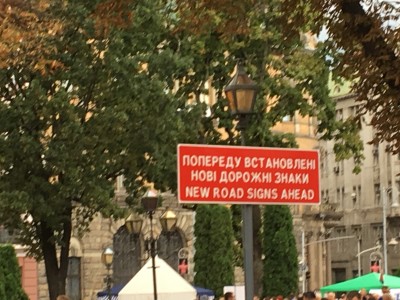 ПОПЕРЕДУ ВСТАНОВЛЕНІ
НОВІ ДОРОЖНІ ЗНАКИ
NEW ROAD SIGNS AHEAD